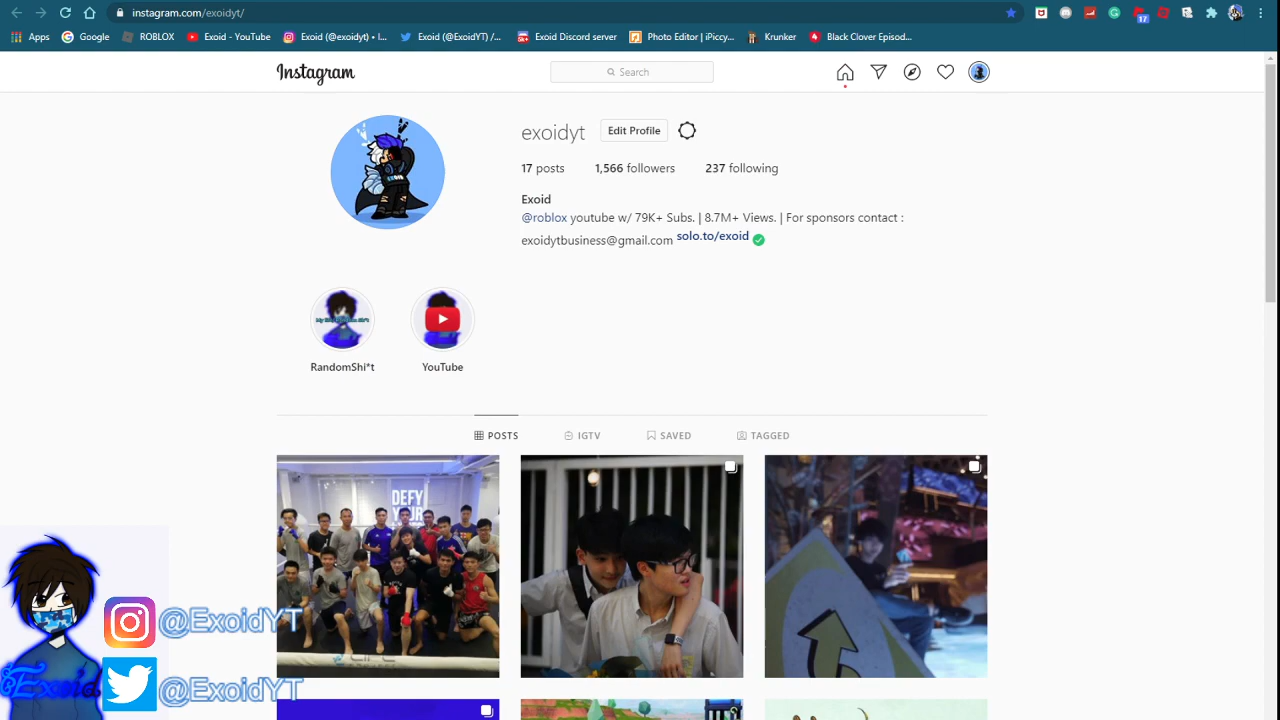 instagram.com/exoidyt/
17
Apps Google ROBLOX Exoid - YouTube Exoid (@exoidyt) • I... Exoid (@ExoidYT) /... Exoid Discord server Photo Editor | iPiccy... Krunker Black Clover Episod...
Instagram
Search
exoidyt Edit Profile
17 posts 1,566 followers 237 following
Exoid
@roblox youtube w/ 79K+ Subs. | 8.7M+ Views. | For sponsors contact :
exoidytbusiness@gmail.com solo.to/exoid
RandomShi*t YouTube
POSTS IGTV SAVED TAGGED
DEFY
YOUR
@ExoidYT
@ExoidYT
Exoid